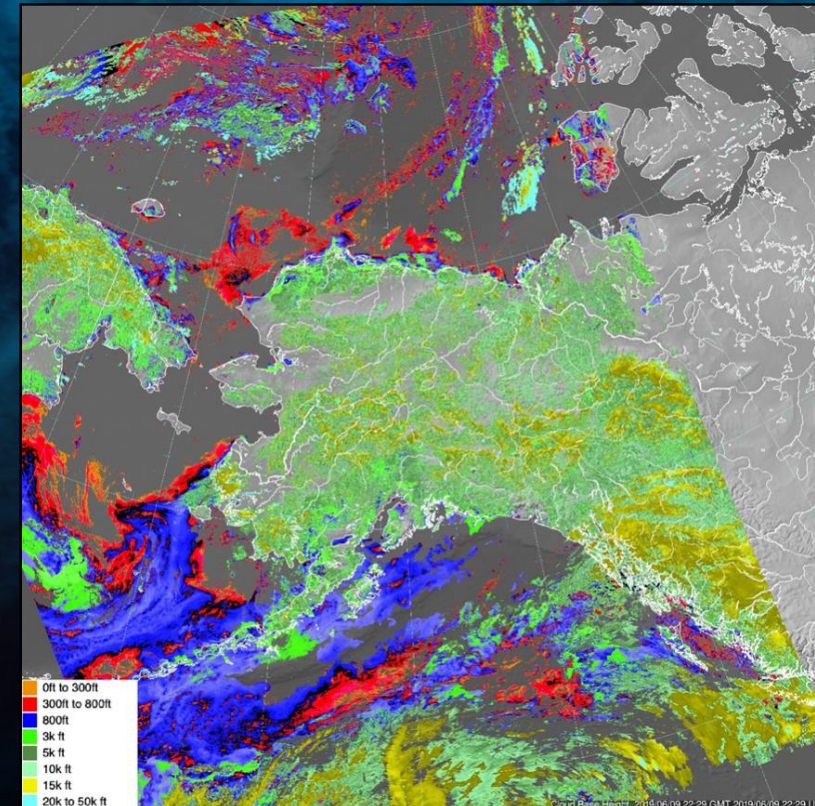 0ft to 300ft
300ft to 800ft
800ft
3k ft
5k ft
10k ft
15k ft
20k to 50k ft
Cloud Base Height 2019/06/09 22:29 GMT 2019/06/09 22:29